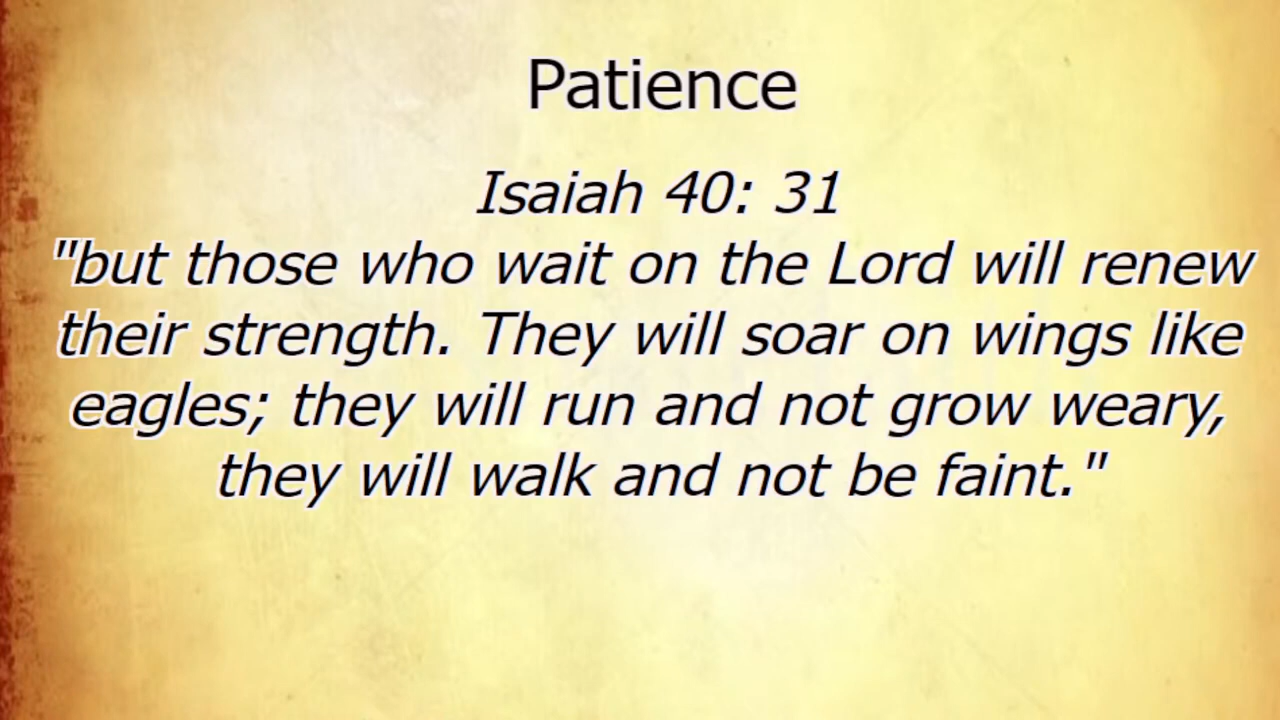 Patience
Isaiah 40: 31
"but those who wait on the Lord will renew
their strength. They will soar on wings like
eagles; they will run and not grow weary,
they will walk and not be faint."